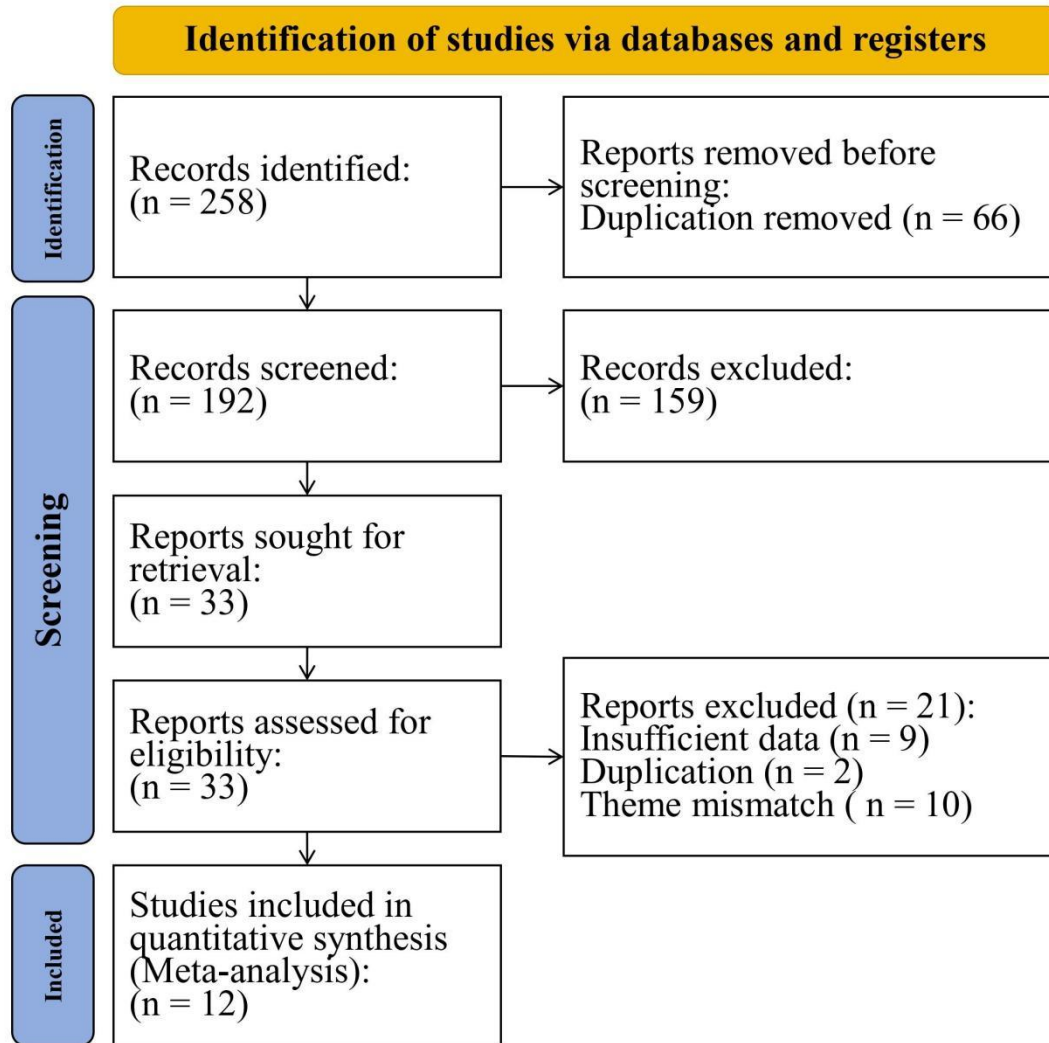 Identification of studies via databases and registers
Identification
Records identified:
(n = 258)
Reports removed before
screening:
Duplication removed (n = 66)
Screening
Records screened:
(n = 192)
Records excluded:
(n = 159)
Reports sought for
retrieval:
(n = 33)
Reports assessed for
eligibility:
(n = 33)
Reports excluded (n = 21):
Insufficient data (n = 9)
Duplication (n = 2)
Theme mismatch ( n = 10)
Included
Studies included in
quantitative synthesis
(Meta-analysis):
(n = 12)